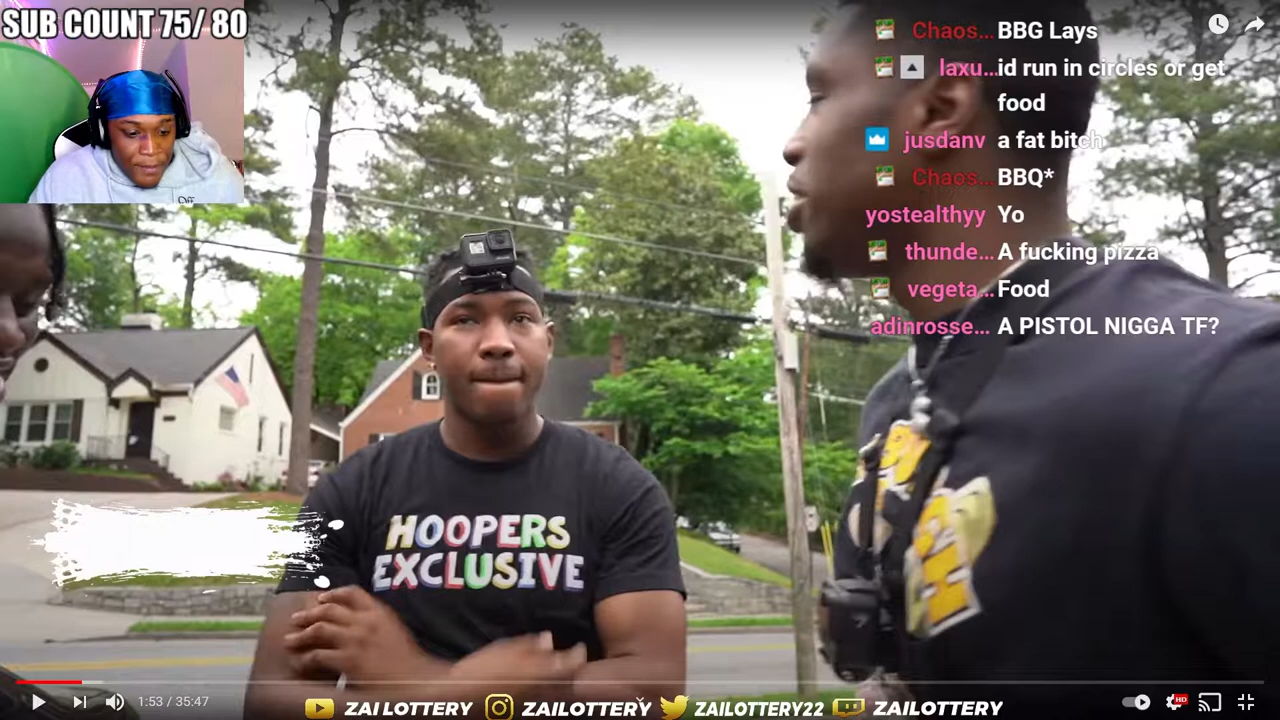 SUB COUNT 75/ 80
Chaos... BBG Lays
laxu... id run in circles or get
food
jusdanv a fat bitch
Chaos... BBQ*
yostealthyy Yo
thunde... A fucking pizza
vegeta... Food
adinrosse... A PISTOL NIGGA TF?
HOOPERS
EXCLUSIVE
1:53 / 35:47
HD
ZAI LOTTERY ZAILOTTERY ZAILOTTERY22 ZAILOTTERY